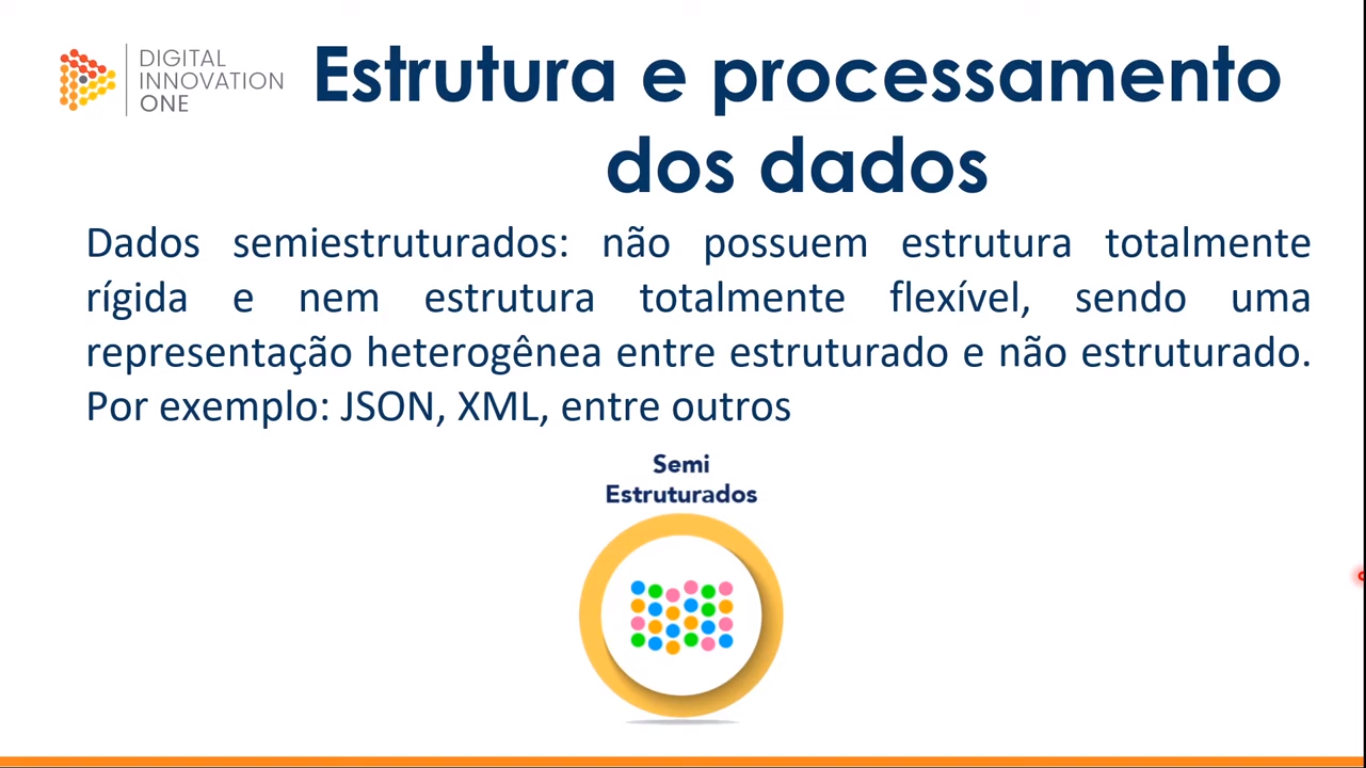 DIGITAL
INNOVATION
ONE
Estrutura e processamento
dos dados
Dados semiestruturados: não possuem estrutura totalmente
rígida e nem estrutura totalmente flexível, sendo uma
representação heterogênea entre estruturado e não estruturado.
Por exemplo: JSON, XML, entre outros
Semi
Estruturados